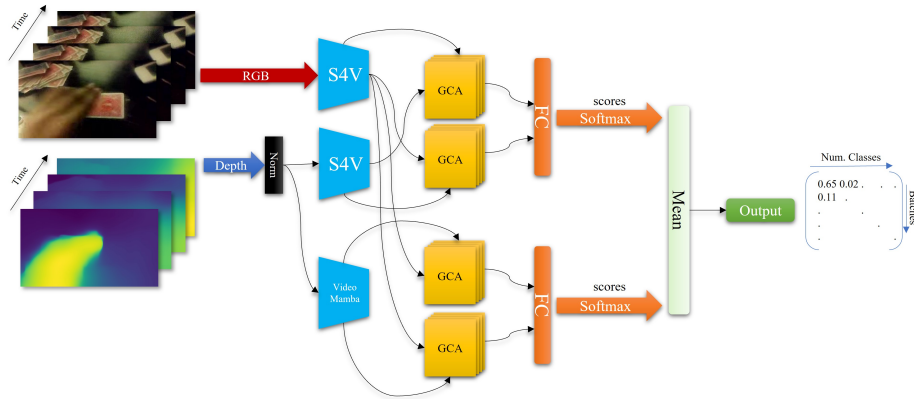 Time
RGB
S4V
GCA
FC
scores
Softmax
Time
Depth
Norm
S4V
GCA
Mean
Output
Num. Classes
0.65 0.02 . . .
0.11 .
. . .
. .
Batches
Video
Mamba
GCA
GCA
FC
scores
Softmax